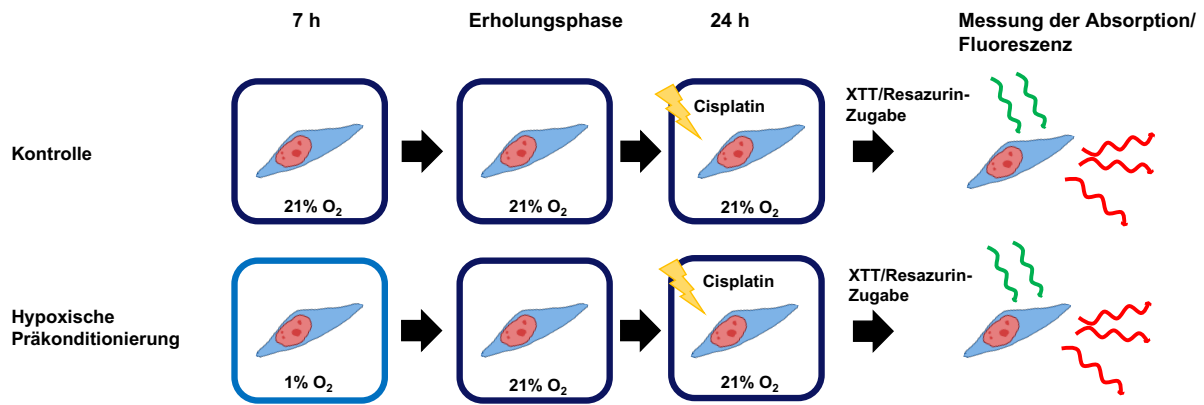 7 h
Erholungsphase
24 h
Messung der Absorption/
Fluoreszenz
Kontrolle
21% O₂
21% O₂
Cisplatin
21% O₂
XTT/Resazurin-
Zugabe
Hypoxische
Präkonditionierung
1% O₂
21% O₂
Cisplatin
21% O₂
XTT/Resazurin-
Zugabe